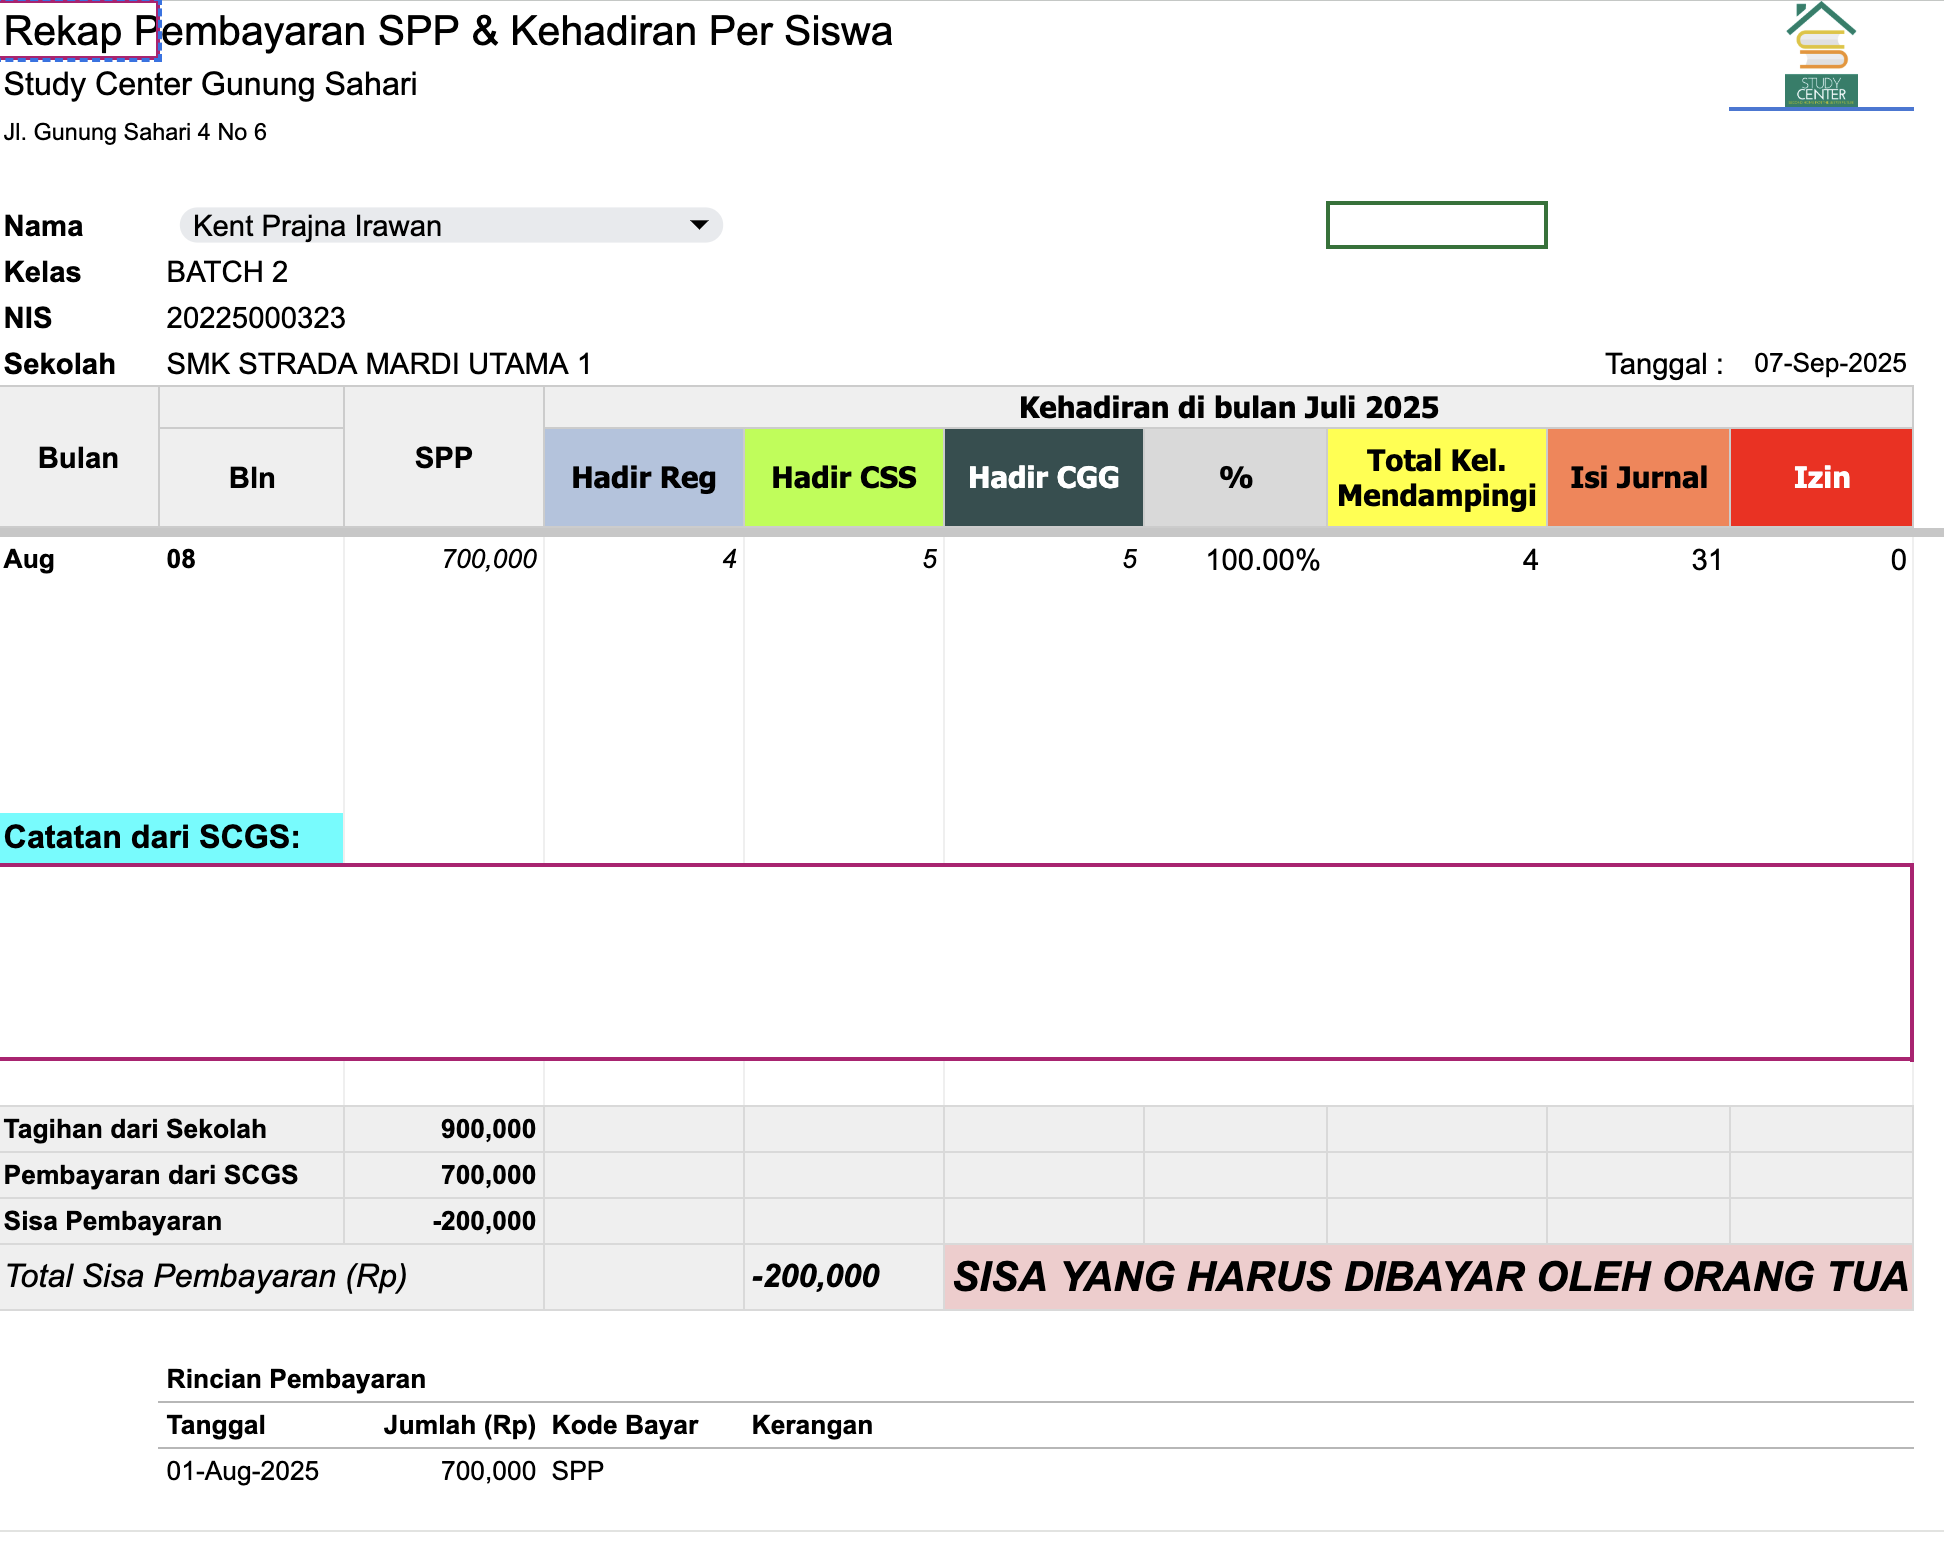 Rekap Pembayaran SPP & Kehadiran Per Siswa
Study Center Gunung Sahari
Jl. Gunung Sahari 4 No 6
STUDY
CENTER
Nama Kent Prajna Irawan
Kelas BATCH 2
NIS 20225000323
Sekolah SMK STRADA MARDI UTAMA 1 Tanggal : 07-Sep-2025
Kehadiran di bulan Juli 2025
Bulan Bln SPP Hadir Reg Hadir CSS Hadir CGG % Total Kel. Mendampingi Isi Jurnal Izin
Aug 08 700,000 4 5 5 100.00% 4 31 0
Catatan dari SCGS:
Tagihan dari Sekolah 900,000
Pembayaran dari SCGS 700,000
Sisa Pembayaran -200,000
Total Sisa Pembayaran (Rp) -200,000 SISA YANG HARUS DIBAYAR OLEH ORANG TUA
Rincian Pembayaran
Tanggal Jumlah (Rp) Kode Bayar Kerangan
01-Aug-2025 700,000 SPP